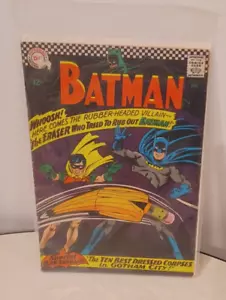 BATMAN
WHOOSH!
HERE COMES THE RUBBER-HEADED VILLAIN—
THE ERASER WHO TRIED TO RUB OUT BATMAN!
"THE TEN BEST DRESSED CORPSES
IN GOTHAM CITY!"